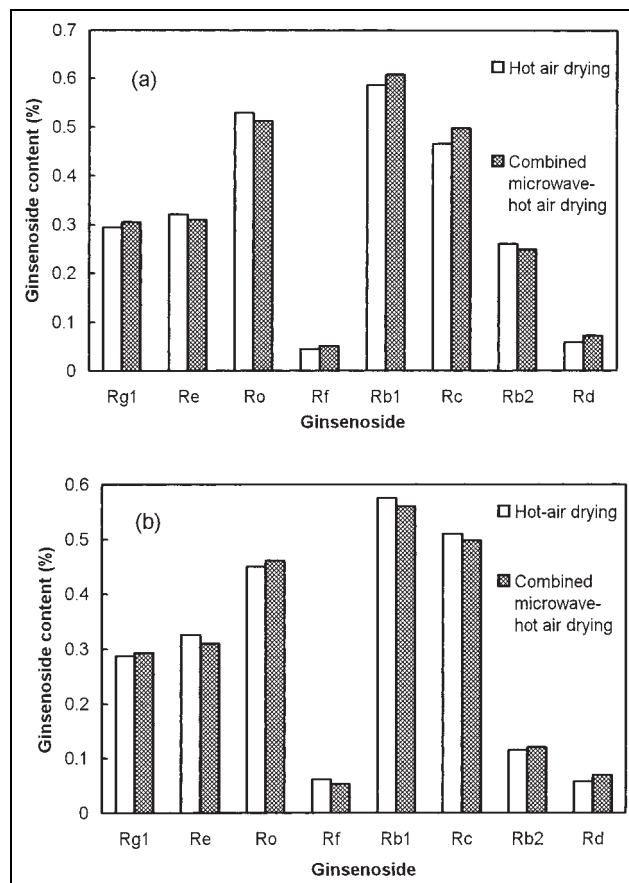 0.7
(a)
Hot air drying
0.6
0.5
Combined
microwave-
hot air drying
0.4
0.3
0.2
0.1
0
Ginsenoside content (%)
Rg1 Re Ro Rf Rb1 Rc Rb2 Rd
Ginsenoside
0.6
(b)
Hot-air drying
0.5
Combined
microwave-
hot air drying
0.4
0.3
0.2
0.1
0
Ginsenoside content (%)
Rg1 Re Ro Rf Rb1 Rc Rb2 Rd
Ginsenoside